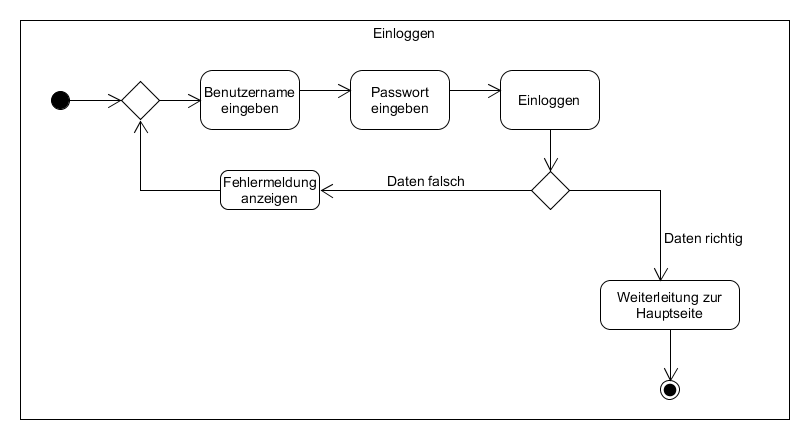 Einloggen
Benutzername
eingeben
Passwort
eingeben
Einloggen
Fehlermeldung
anzeigen
Daten falsch
Daten richtig
Weiterleitung zur
Hauptseite